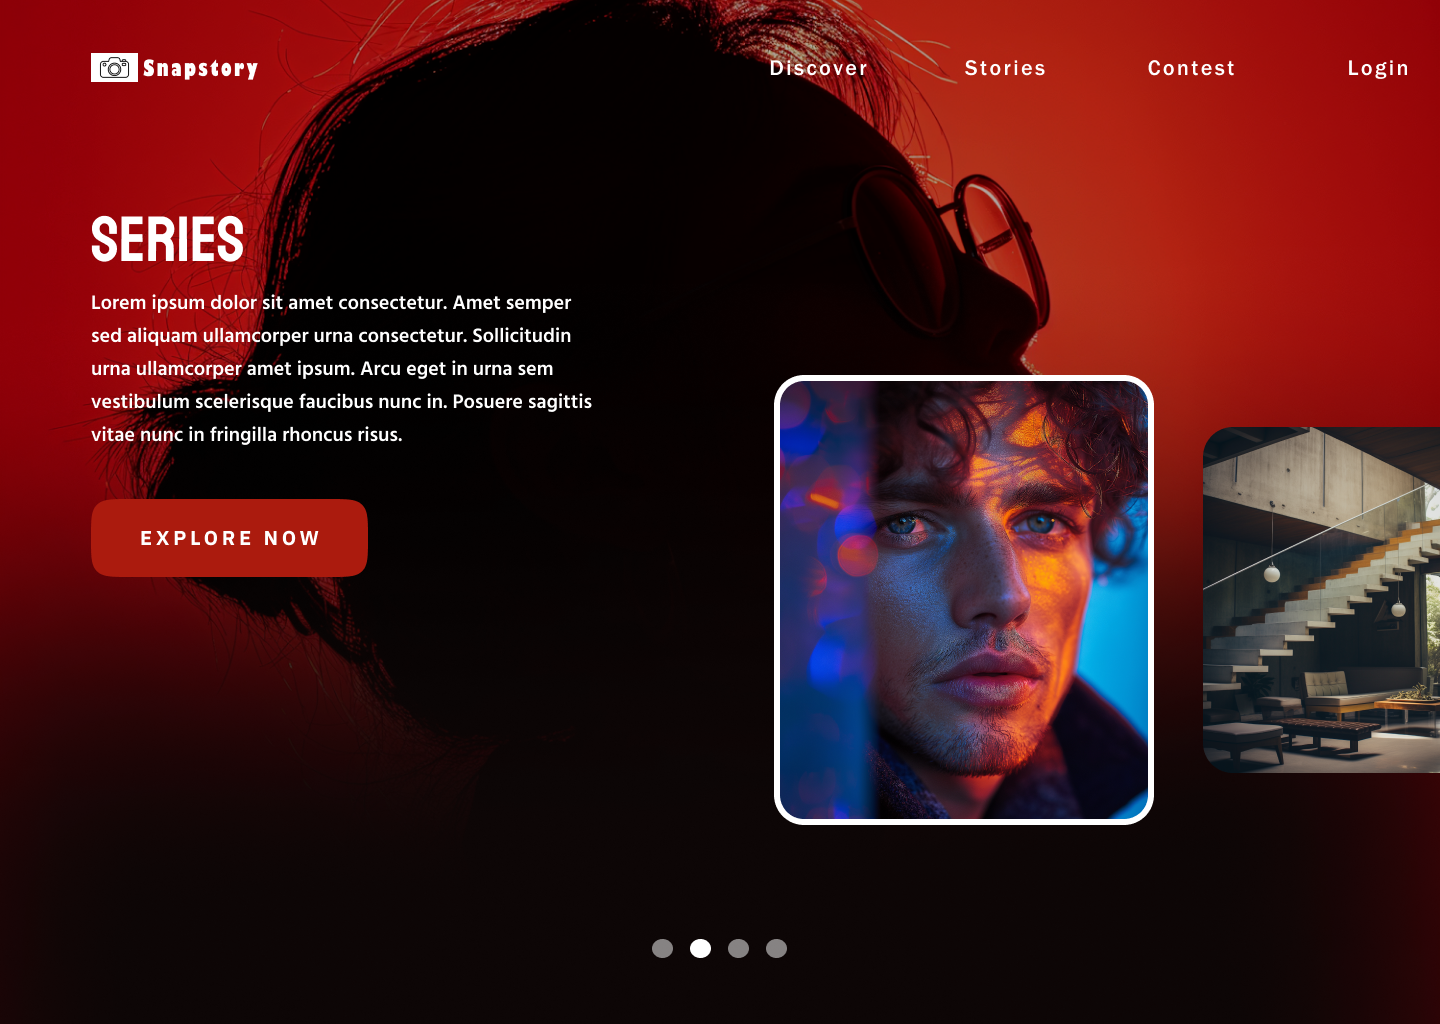 Snapstory
Discover
Stories
Contest
Login
SERIES
Lorem ipsum dolor sit amet consectetur. Amet semper
sed aliquam ullamcorper urna consectetur. Sollicitudin
urna ullamcorper amet ipsum. Arcu eget in urna sem
vestibulum scelerisque faucibus nunc in. Posuere sagittis
vitae nunc in fringilla rhoncus risus.
EXPLORE NOW